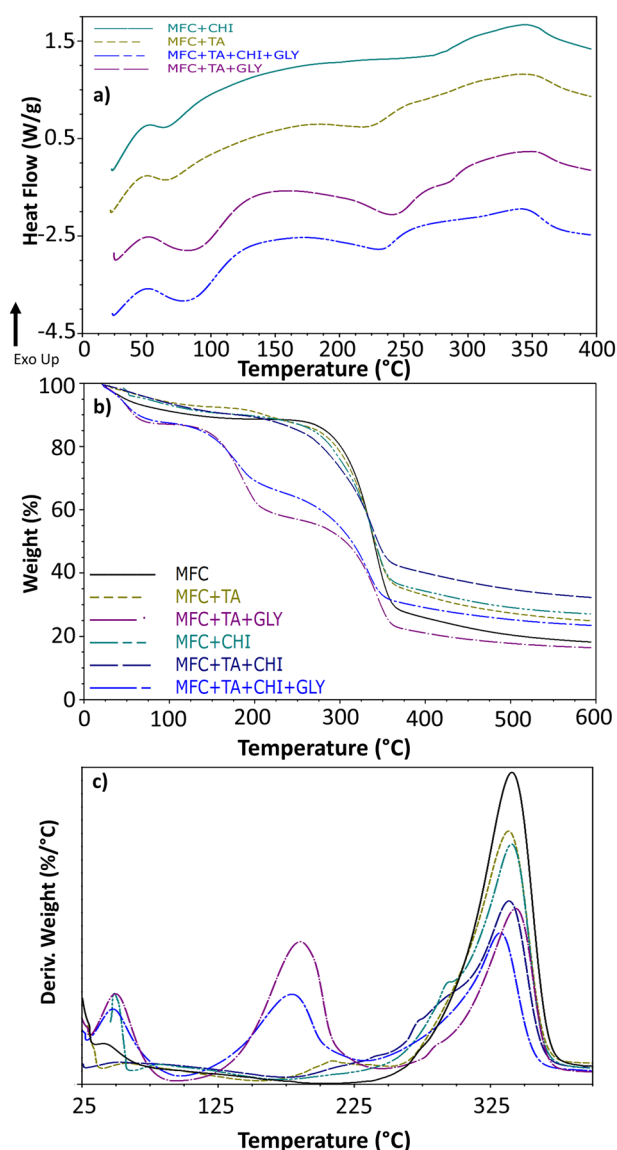 MFC+CHI
MFC+TA
MFC+TA+CHI+GLY
MFC+TA+GLY
a)
Heat Flow (W/g)
1.5
0.5
-2.5
-4.5
Exo Up
0 50 100 150 200 250 300 350 400
Temperature (°C)
b)
Weight (%)
100
80
60
40
20
0
MFC
MFC+TA
MFC+TA+GLY
MFC+CHI
MFC+TA+CHI
MFC+TA+CHI+GLY
0 100 200 300 400 500 600
Temperature (°C)
c)
Deriv. Weight (%/°C)
25 125 225 325
Temperature (°C)